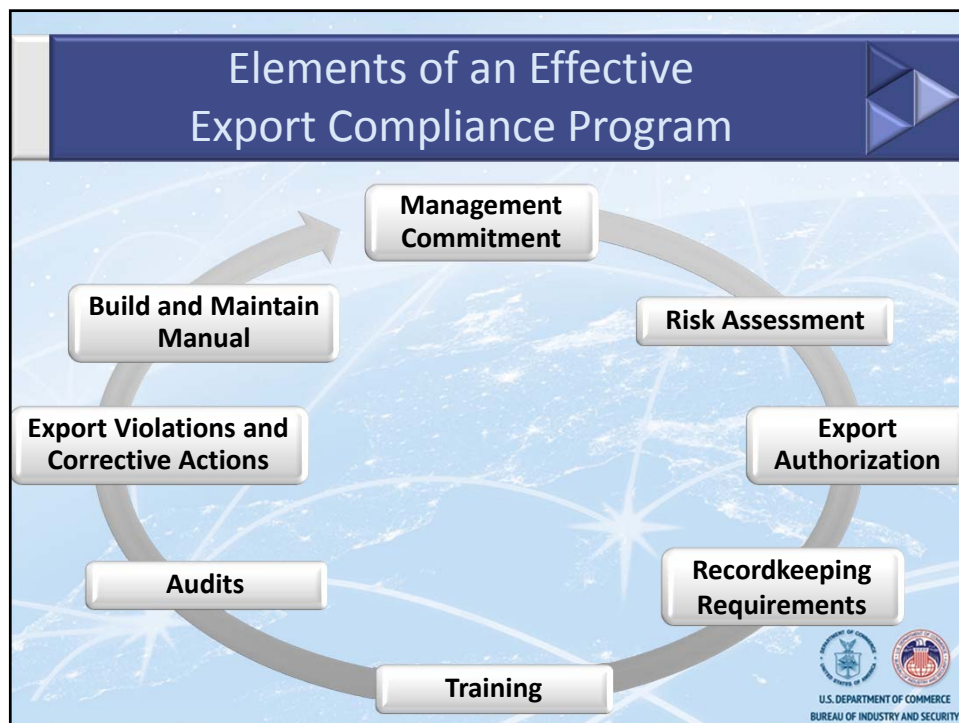 Elements of an Effective
Export Compliance Program
Management
Commitment
Risk Assessment
Export
Authorization
Recordkeeping
Requirements
Training
Audits
Export Violations and
Corrective Actions
Build and Maintain
Manual
U.S. DEPARTMENT OF COMMERCE
BUREAU OF INDUSTRY AND SECURITY